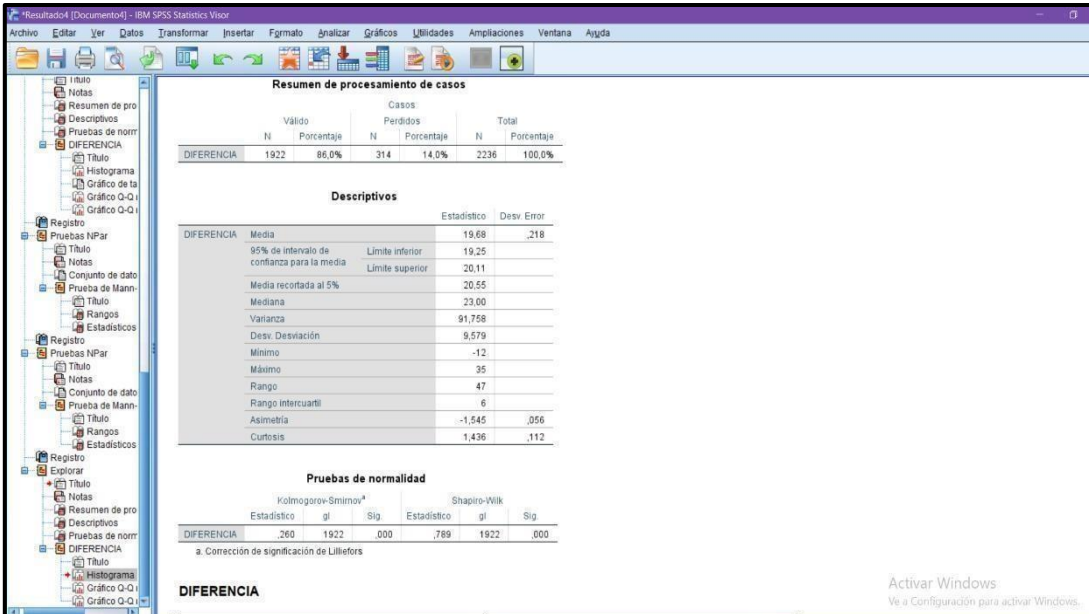 *Resultado4 [Documento4] - IBM SPSS Statistics Visor
Archivo Editar Ver Datos Transformar Insertar Formato Analizar Gráficos Utilidades Ampliaciones Ventana Ayuda
Título
Notas
Resumen de pro
Descriptivos
Pruebas de norm
DIFERENCIA
Título
Histograma
Gráfico de ta
Gráfico Q-Q
Gráfico Q-Q
Registro
Pruebas NPar
Título
Notas
Conjunto de dato
Prueba de Mann-
Título
Rangos
Estadísticos
Registro
Pruebas NPar
Título
Notas
Conjunto de dato
Prueba de Mann-
Título
Rangos
Estadísticos
Registro
Explorar
Título
Notas
Resumen de pro
Descriptivos
Pruebas de norm
DIFERENCIA
Título
Histograma
Gráfico Q-Q
Gráfico Q-Q
Resumen de procesamiento de casos
Casos
Válido Perdidos Total
N Porcentaje N Porcentaje N Porcentaje
DIFERENCIA 1922 86,0% 314 14,0% 2236 100,0%
Descriptivos
Estadístico Desv. Error
DIFERENCIA Media 19,68 ,218
95% de intervalo de confianza para la media Límite inferior 19,25
Límite superior 20,11
Media recortada al 5% 20,55
Mediana 23,00
Varianza 91,758
Desv. Desviación 9,579
Mínimo -12
Máximo 35
Rango 47
Rango intercuartil 6
Asimetría -1,545 ,056
Curtosis 1,436 ,112
Pruebas de normalidad
Kolmogorov-Smirnovª Shapiro-Wilk
Estadístico gl Sig. Estadístico gl Sig.
DIFERENCIA ,260 1922 ,000 ,789 1922 ,000
a. Corrección de significación de Lilliefors
DIFERENCIA
Activar Windows
Ve a Configuración para activar Windows.